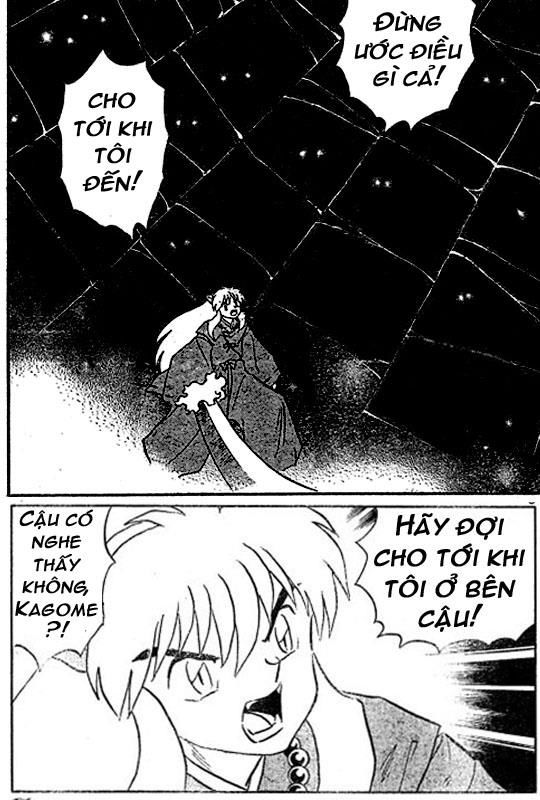 ĐỪNG
ƯỚC ĐIỀU
GÌ CẢ!
CHO
TỚI KHI
TÔI
ĐẾN!
HÃY ĐỢI
CHO TỚI KHI
TÔI Ở BÊN
CẬU!
CẬU CÓ
NGHE
THẤY
KHÔNG,
KAGOME
?!